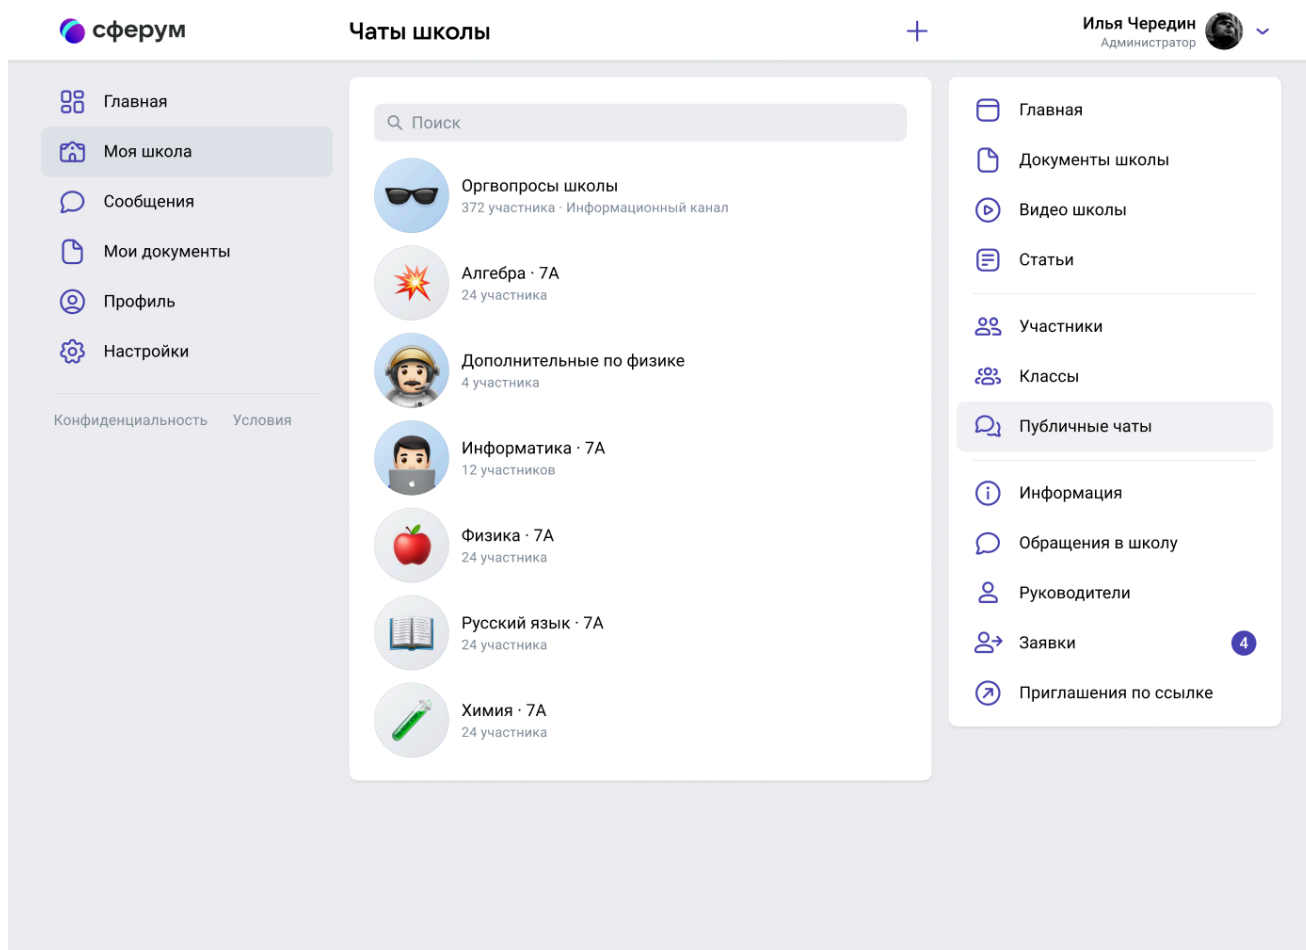 сферум
Чаты школы
Илья Чередин
Администратор
Главная
Моя школа
Сообщения
Мои документы
Профиль
Настройки
Конфиденциальность Условия
Поиск
Оргвопросы школы
372 участника · Информационный канал
Алгебра · 7А
24 участника
Дополнительные по физике
4 участника
Информатика · 7А
12 участников
Физика · 7А
24 участника
Русский язык · 7А
24 участника
Химия · 7А
24 участника
Главная
Документы школы
Видео школы
Статьи
Участники
Классы
Публичные чаты
Информация
Обращения в школу
Руководители
Заявки 4
Приглашения по ссылке